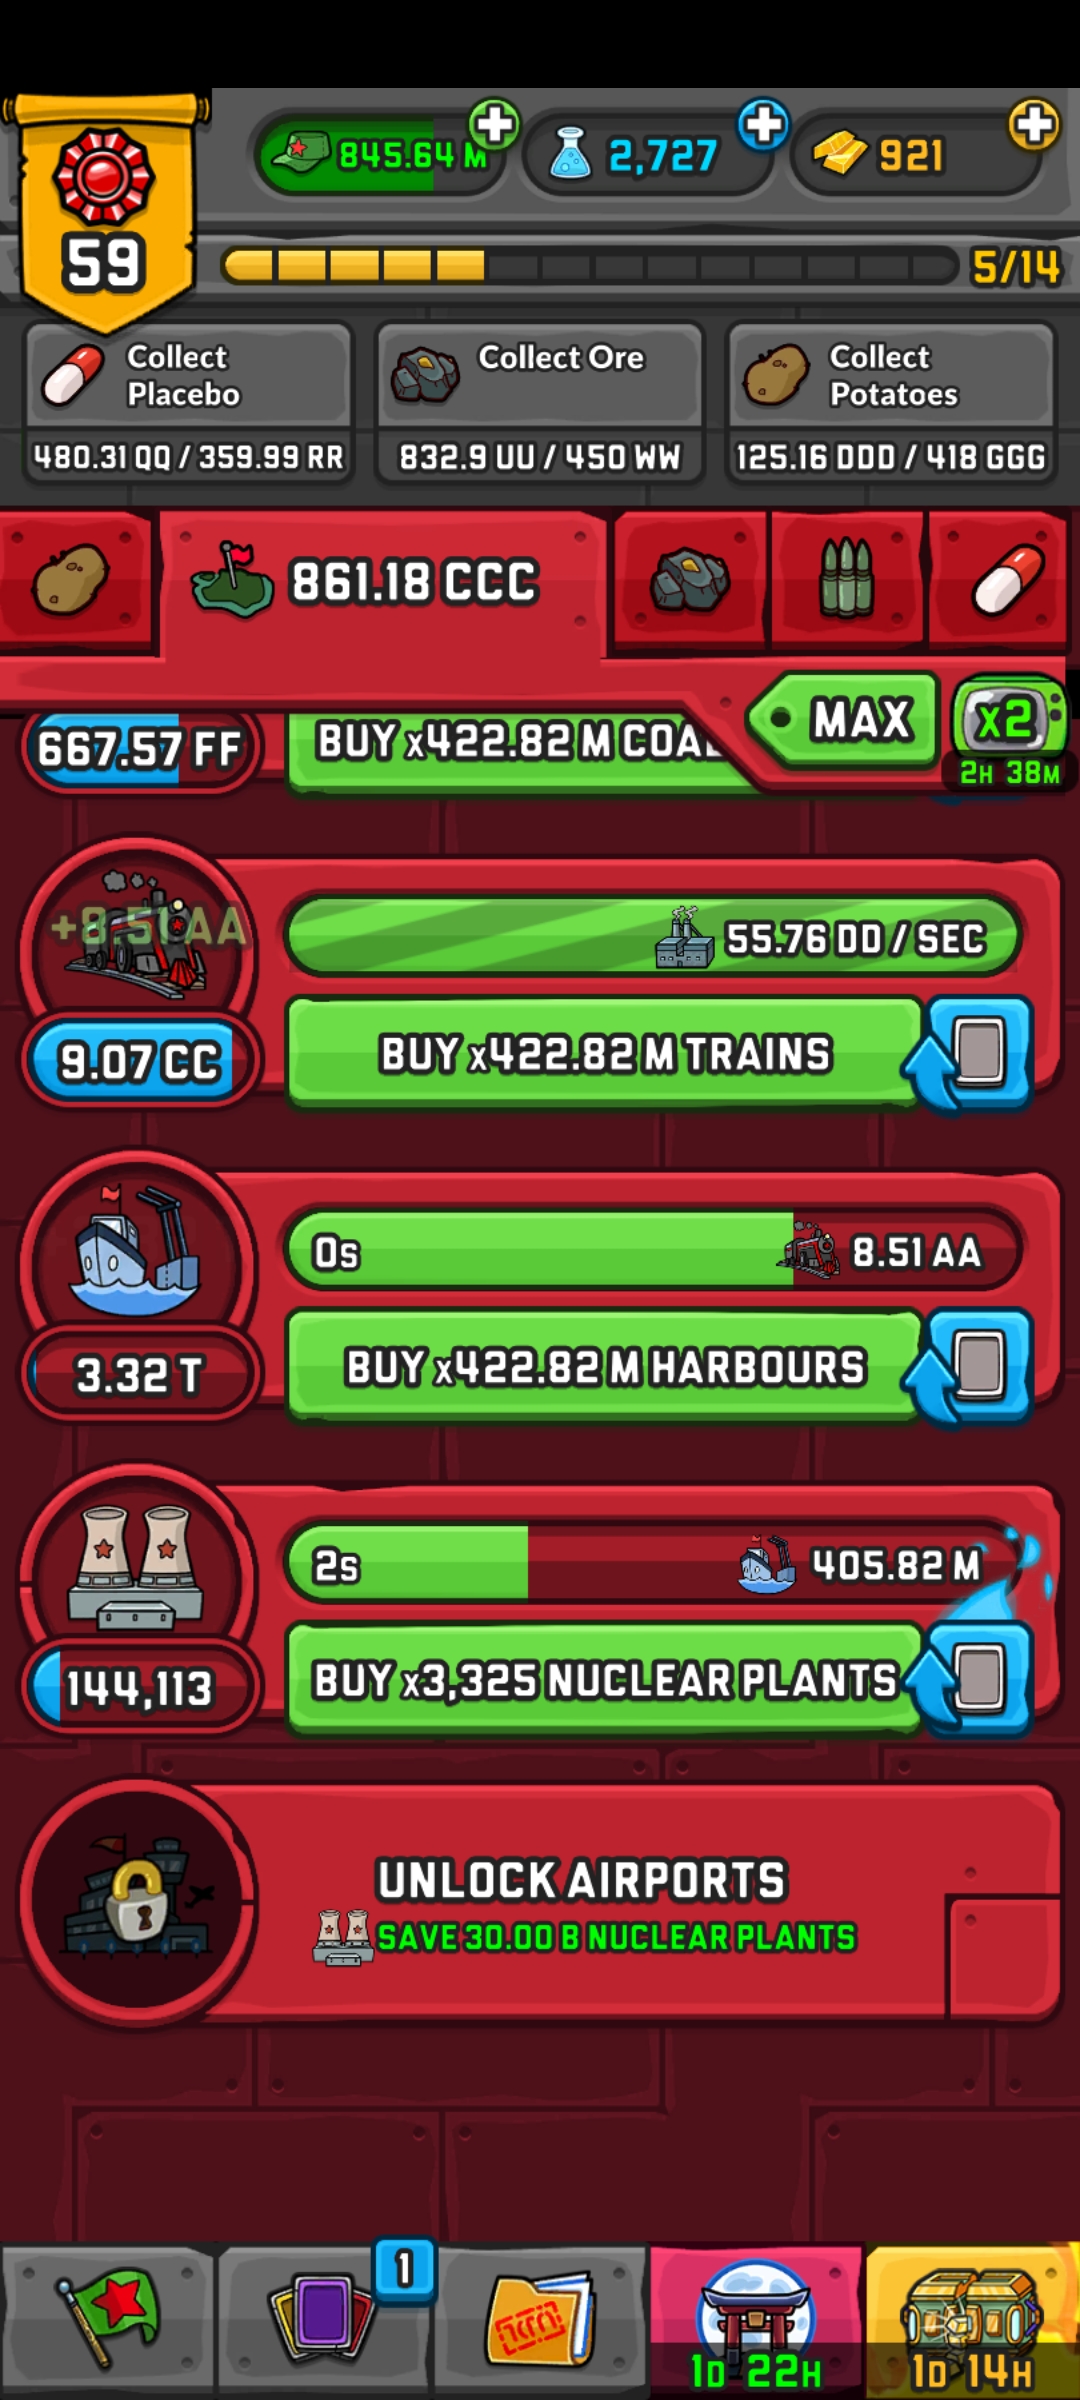 845.64 M
2,727
921
59
5/14
Collect
Placebo
480.31 QQ / 359.99 RR
Collect Ore
832.9 UU / 450 WW
Collect
Potatoes
125.16 DDD / 418 GGG
861.18 CCC
MAX
x2
2H 38M
667.57 FF
BUY x422.82 M COAL
+8.51 AA
55.76 DD / SEC
9.07 CC
BUY x422.82 M TRAINS
0s
8.51 AA
3.32 T
BUY x422.82 M HARBOURS
2s
405.82 M
144,113
BUY x3,325 NUCLEAR PLANTS
UNLOCK AIRPORTS
SAVE 30.00 B NUCLEAR PLANTS
1
1D 22H
1D 14H